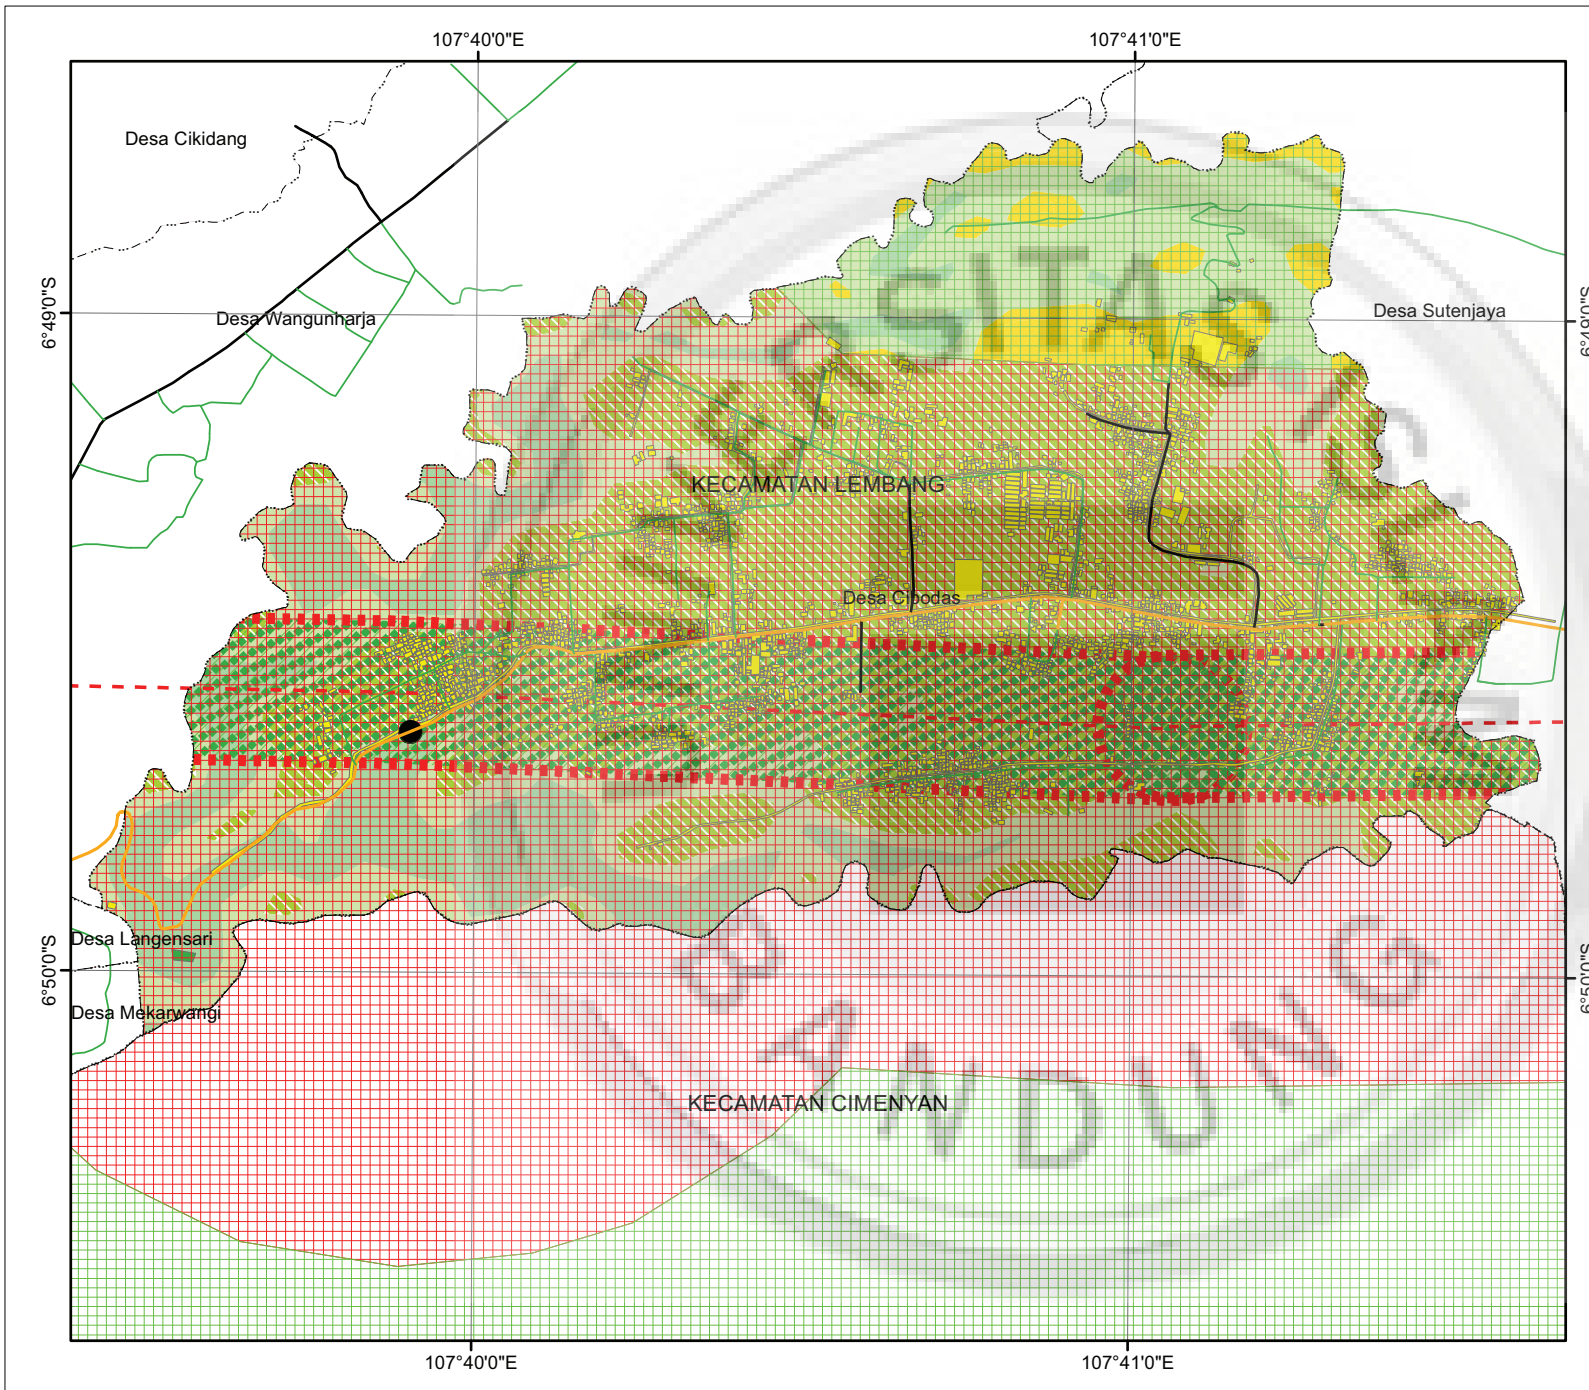 107°40'0"E
107°41'0"E
Desa Cikidang
6°49'0"S
Desa Wangunharja
Desa Sutenjaya
6°49'0"S
SITAS
KECAMATAN LEMBANG
Desa Cibodas
Desa Langensari
6°50'0"S
6°50'0"S
Desa Mekarwangi
BANDUNG
KECAMATAN CIMENYAN
107°40'0"E
107°41'0"E